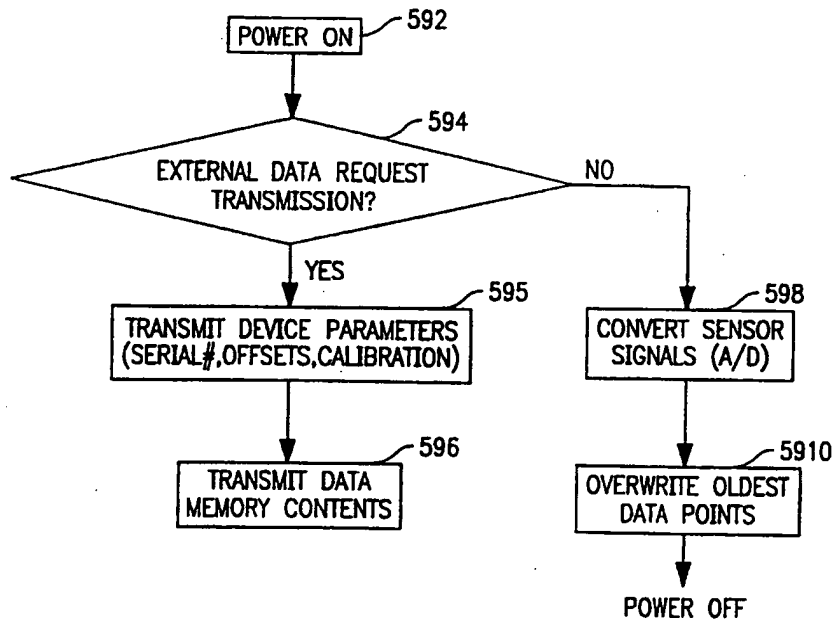 POWER ON
592
594
EXTERNAL DATA REQUEST
TRANSMISSION?
NO
YES
595
TRANSMIT DEVICE PARAMETERS
(SERIAL#,OFFSETS,CALIBRATION)
598
CONVERT SENSOR
SIGNALS (A/D)
596
TRANSMIT DATA
MEMORY CONTENTS
5910
OVERWRITE OLDEST
DATA POINTS
POWER OFF